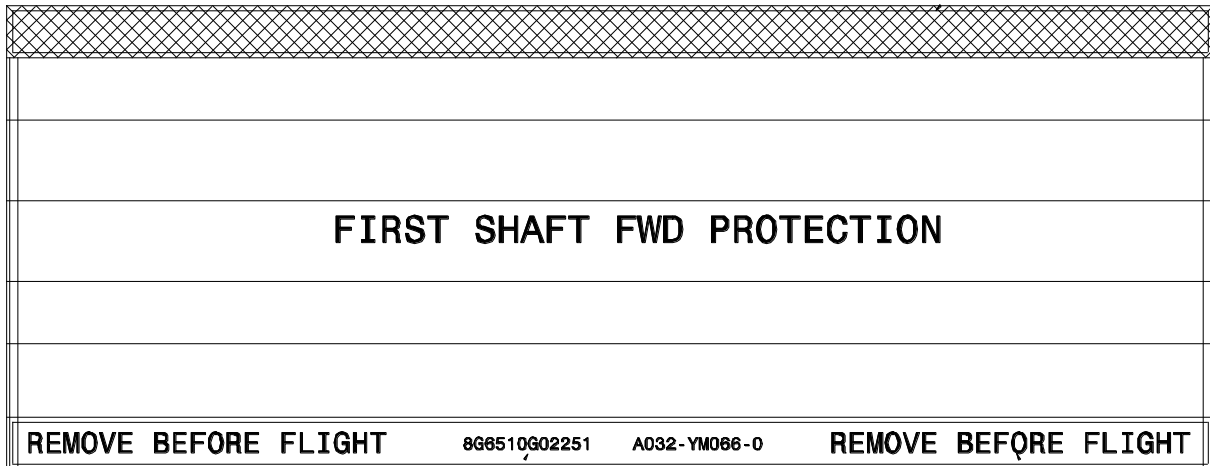 FIRST SHAFT FWD PROTECTION
REMOVE BEFORE FLIGHT 8G6510G02251 A032-YM066-0 REMOVE BEFORE FLIGHT